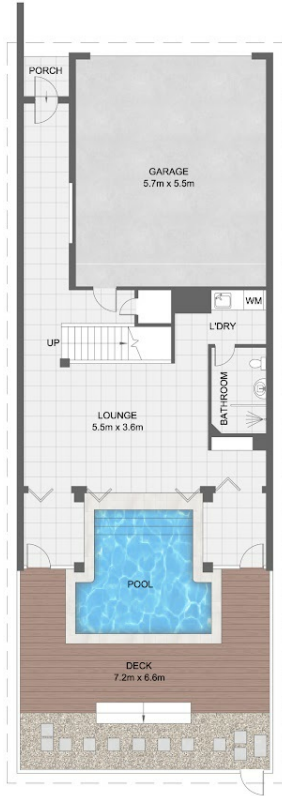 PORCH
GARAGE
5.7m x 5.5m
WM
L'DRY
UP
BATHROOM
LOUNGE
5.5m x 3.6m
POOL
DECK
7.2m x 6.6m